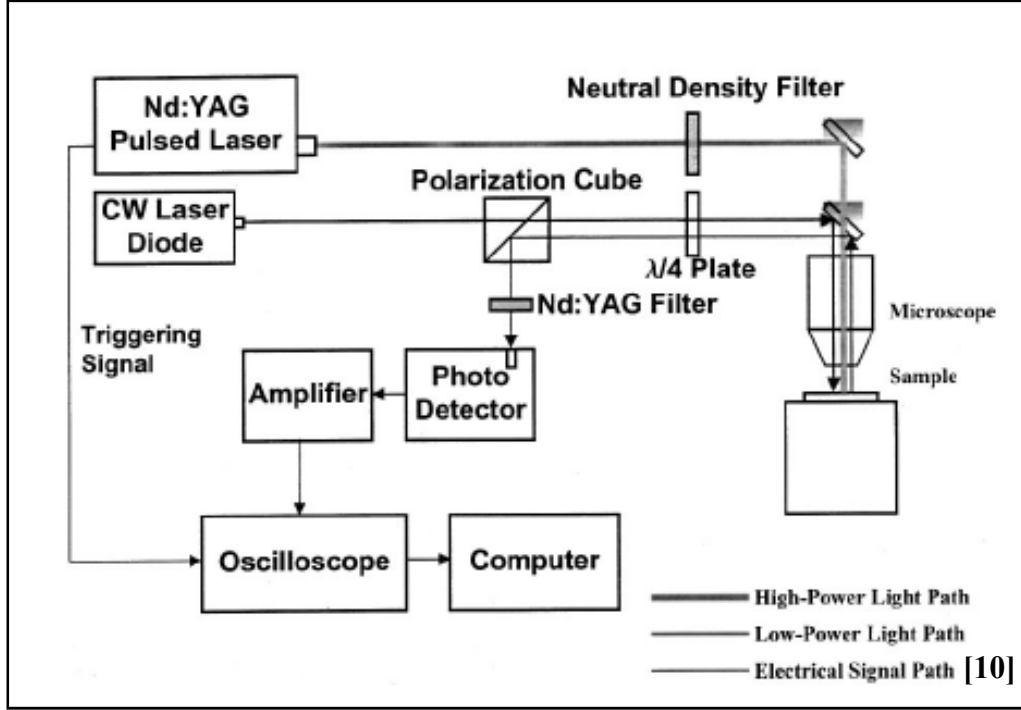 Nd:YAG
Pulsed Laser
Neutral Density Filter
Polarization Cube
CW Laser
Diode
λ/4 Plate
Nd:YAG Filter
Microscope
Triggering
Signal
Sample
Amplifier
Photo
Detector
Oscilloscope
Computer
High-Power Light Path
Low-Power Light Path
Electrical Signal Path [10]